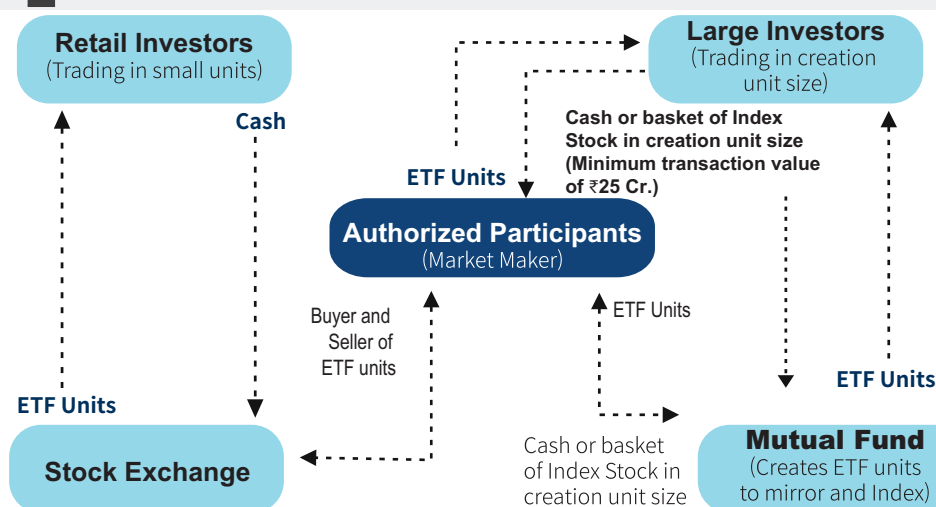 Retail Investors
(Trading in small units)
Large Investors
(Trading in creation
unit size)
Cash
Cash or basket of Index
Stock in creation unit size
(Minimum transaction value
of ₹25 Cr.)
ETF Units
Authorized Participants
(Market Maker)
Buyer and
Seller of
ETF units
ETF Units
ETF Units
ETF Units
Stock Exchange
Cash or basket
of Index Stock in
creation unit size
Mutual Fund
(Creates ETF units
to mirror and Index)